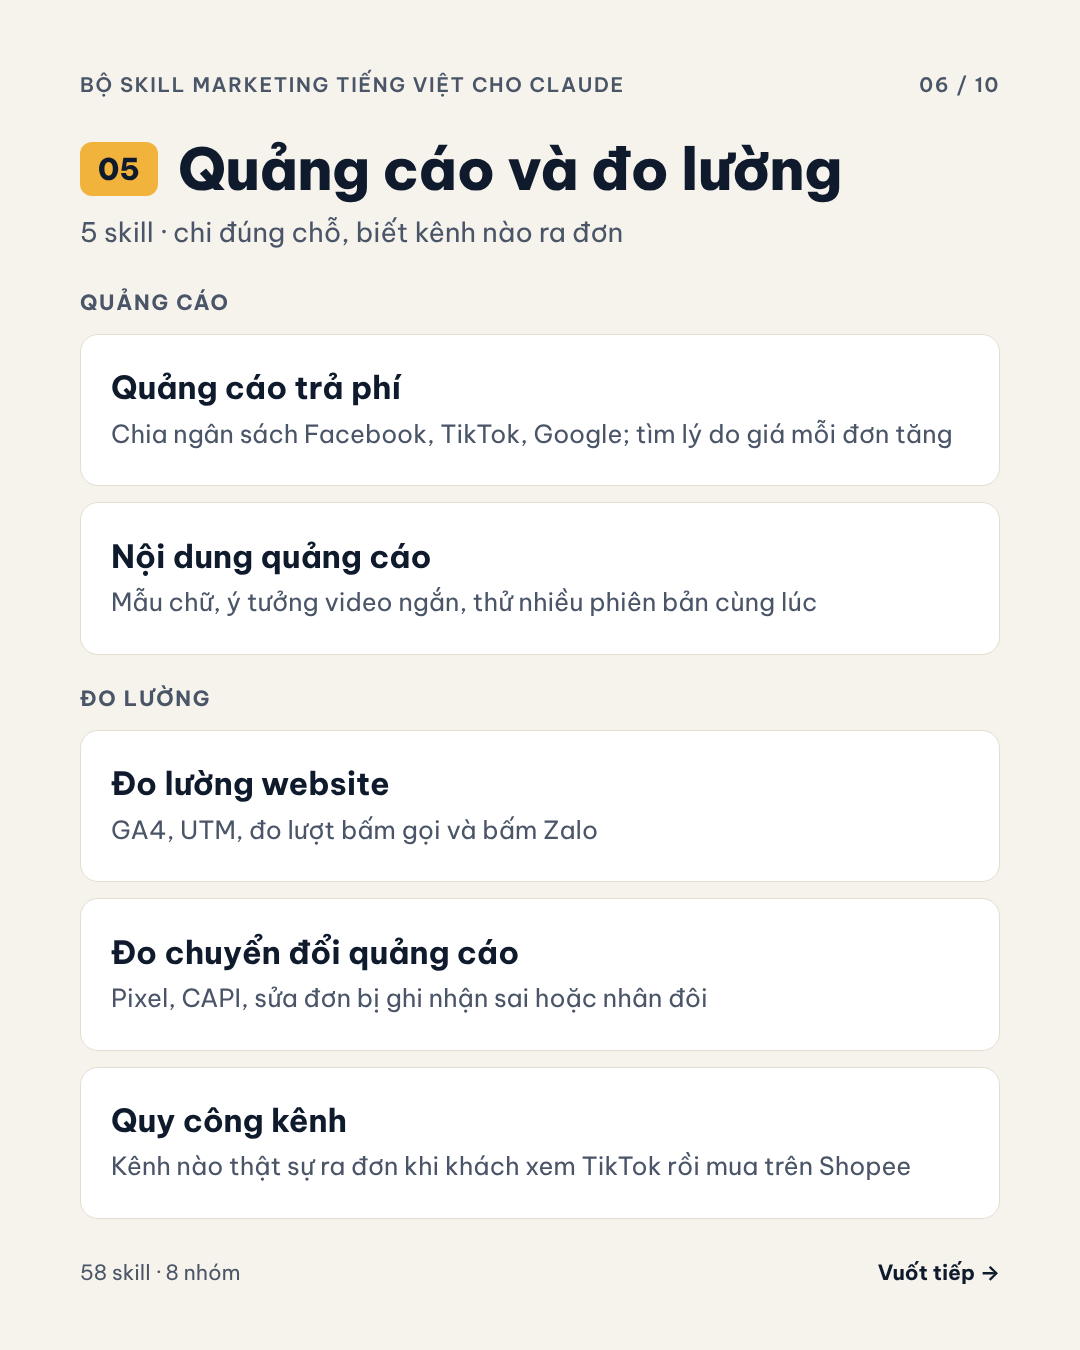 BỘ SKILL MARKETING TIẾNG VIỆT CHO CLAUDE
06 / 10
05
Quảng cáo và đo lường
5 skill · chi đúng chỗ, biết kênh nào ra đơn
QUẢNG CÁO
Quảng cáo trả phí
Chia ngân sách Facebook, TikTok, Google; tìm lý do giá mỗi đơn tăng
Nội dung quảng cáo
Mẫu chữ, ý tưởng video ngắn, thử nhiều phiên bản cùng lúc
ĐO LƯỜNG
Đo lường website
GA4, UTM, đo lượt bấm gọi và bấm Zalo
Đo chuyển đổi quảng cáo
Pixel, CAPI, sửa đơn bị ghi nhận sai hoặc nhân đôi
Quy công kênh
Kênh nào thật sự ra đơn khi khách xem TikTok rồi mua trên Shopee
58 skill · 8 nhóm
Vuốt tiếp →